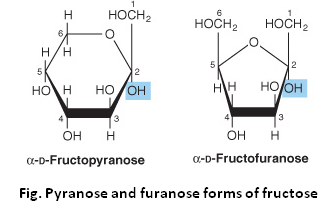 H
1
HOCH₂
6
O
H
H
5
2
HO
H
HO
OH
4
3
OH
H
α-D-Fructopyranose
6
HOCH₂
1
HOCH₂
O
5
2
H
H
HO
OH
4
3
OH
H
α-D-Fructofuranose
Fig. Pyranose and furanose forms of fructose